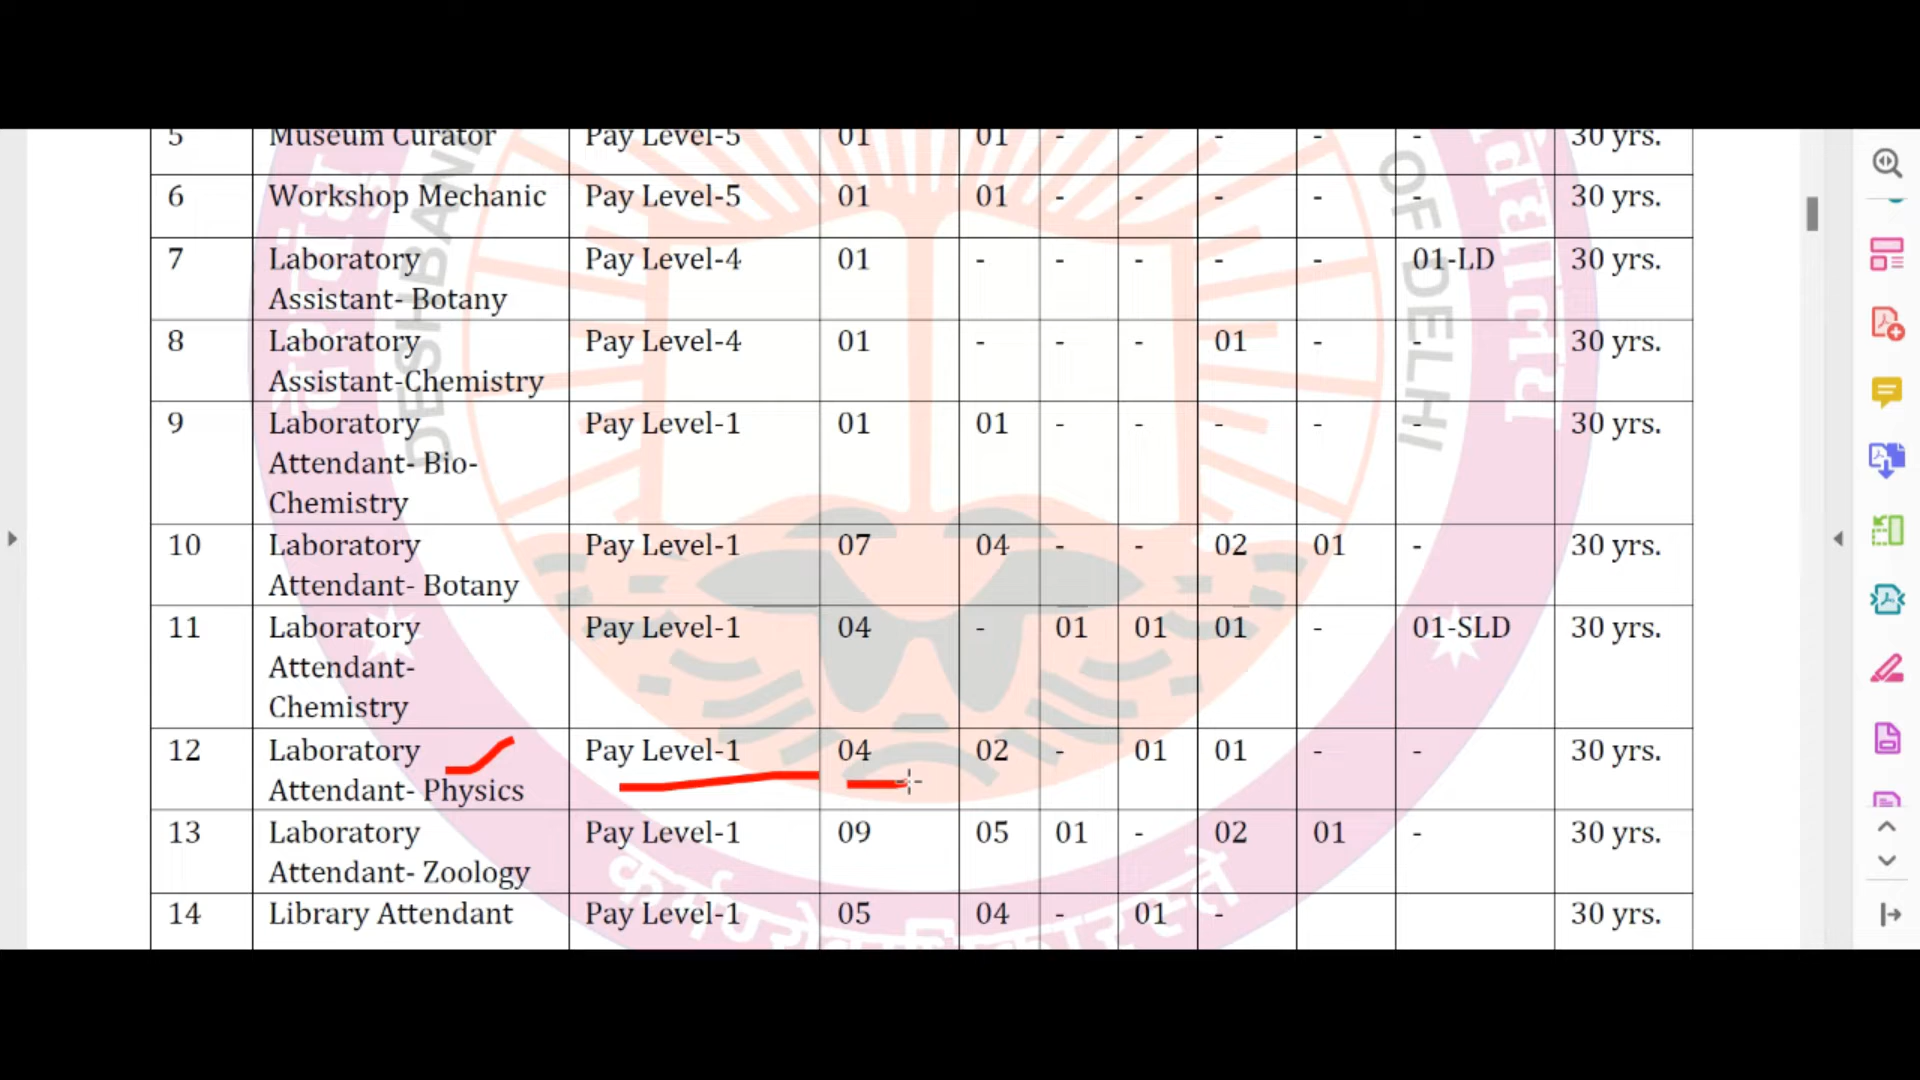 5 Museum Curator Pay Level-5 01 01 - - - - - 30 yrs.
6 Workshop Mechanic Pay Level-5 01 01 - - - - - 30 yrs.
7 Laboratory Pay Level-4 01 - - - - - 01-LD 30 yrs.
Assistant- Botany
8 Laboratory Pay Level-4 01 - - - 01 - - 30 yrs.
Assistant-Chemistry
9 Laboratory Pay Level-1 01 01 - - - - - 30 yrs.
Attendant- Bio-
Chemistry
10 Laboratory Pay Level-1 07 04 - - 02 01 - 30 yrs.
Attendant- Botany
11 Laboratory Pay Level-1 04 - 01 01 01 - 01-SLD 30 yrs.
Attendant-
Chemistry
12 Laboratory Pay Level-1 04 02 - 01 01 - - 30 yrs.
Attendant- Physics
13 Laboratory Pay Level-1 09 05 01 - 02 01 - 30 yrs.
Attendant- Zoology
14 Library Attendant Pay Level-1 05 04 - 01 - 30 yrs.
DESHBAN
OF DELHI